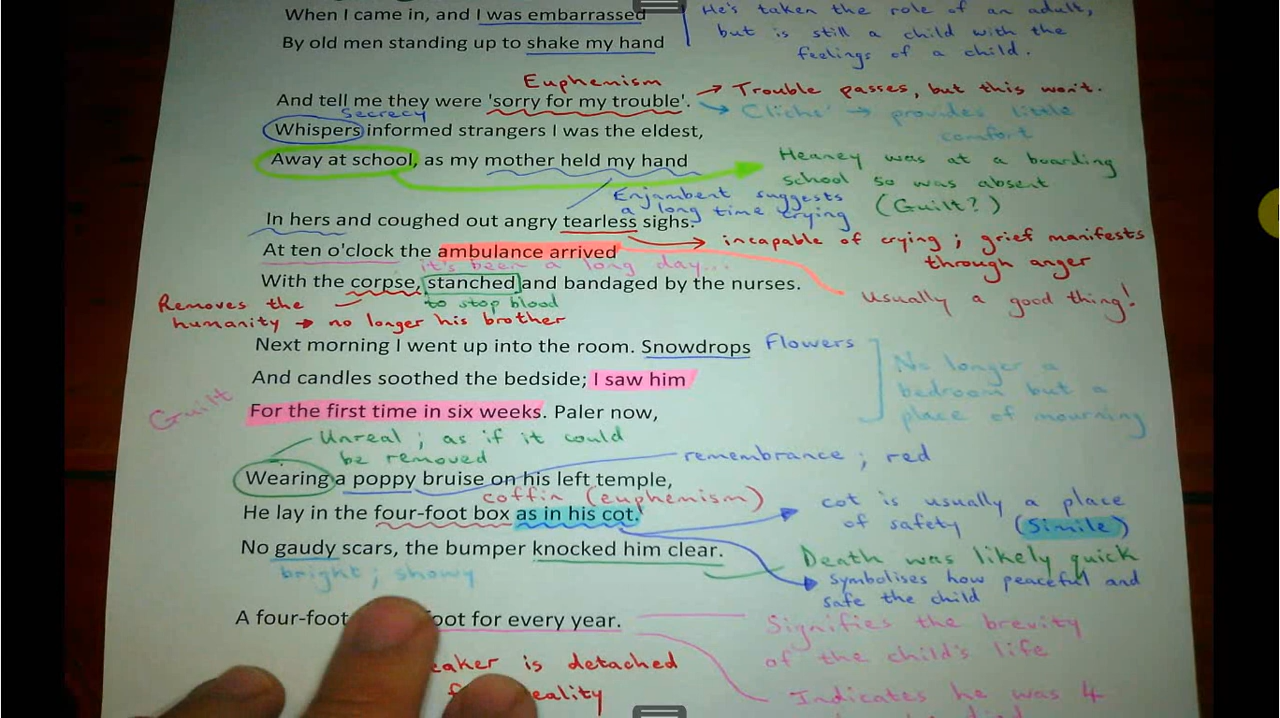 When I came in, and I was embarrassed
He's taken the role of an adult,
but is still a child with the
feelings of a child.
By old men standing up to shake my hand
Euphemism
→ Trouble passes, but this won't.
And tell me they were 'sorry for my trouble'.
→ Cliché → provides little
comfort
Secrecy
Whispers informed strangers I was the eldest,
Away at school, as my mother held my hand
Heaney was at a boarding
school so was absent
(Guilt?)
Enjambent suggests
a long time crying
In hers and coughed out angry tearless sighs.
→ incapable of crying; grief manifests
through anger
At ten o'clock the ambulance arrived
it's been a long day...
Usually a good thing!
With the corpse, stanched and bandaged by the nurses.
to stop blood
Removes the
humanity → no longer his brother
Next morning I went up into the room. Snowdrops
Flowers
No longer a
bedroom but a
place of mourning
And candles soothed the bedside; I saw him
Guilt
For the first time in six weeks. Paler now,
Unreal; as if it could
be removed
remembrance; red
Wearing a poppy bruise on his left temple,
coffin (euphemism)
He lay in the four-foot box as in his cot.
cot is usually a place
of safety (Simile)
Symbolises how peaceful and
safe the child
No gaudy scars, the bumper knocked him clear.
Death was likely quick
bright; showy
A four-foot foot for every year.
Signifies the brevity
of the child's life
Indicates he was 4
is detached